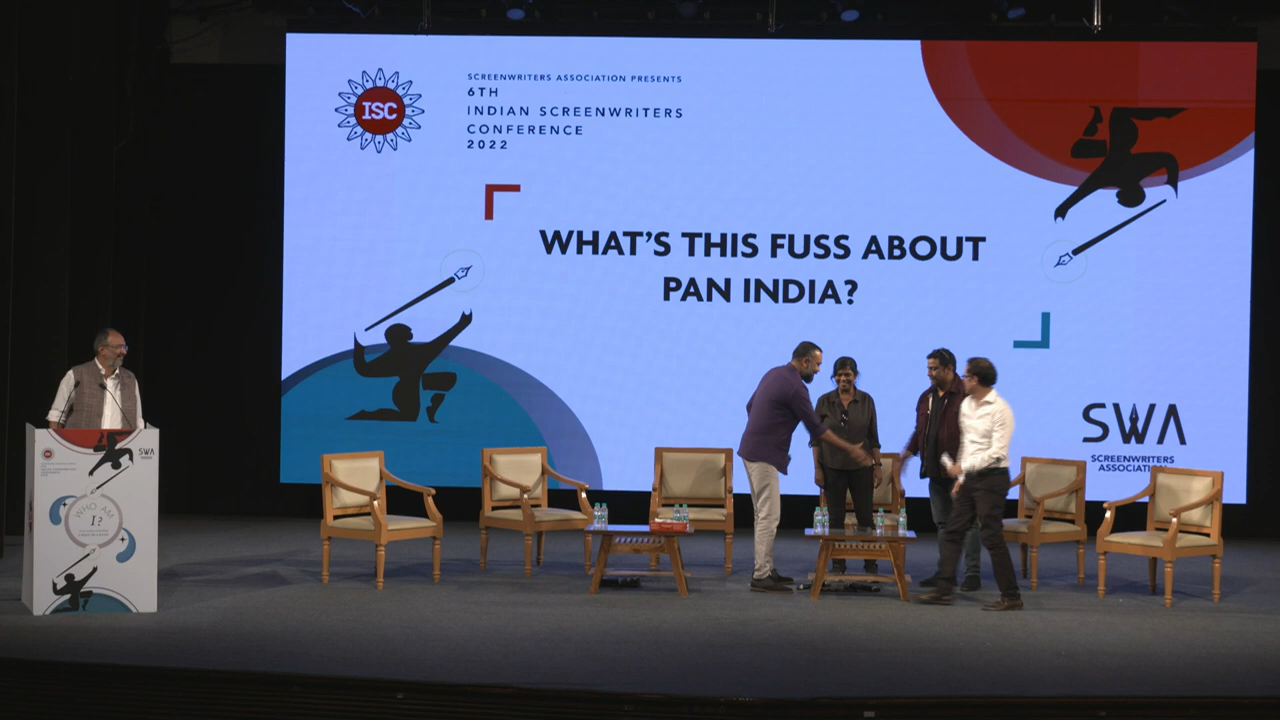 ISC
SCREENWRITERS ASSOCIATION PRESENTS
6TH
INDIAN SCREENWRITERS
CONFERENCE
2022
WHAT'S THIS FUSS ABOUT
PAN INDIA?
SWA
SCREENWRITERS
ASSOCIATION
SWA
WHO AM
I?